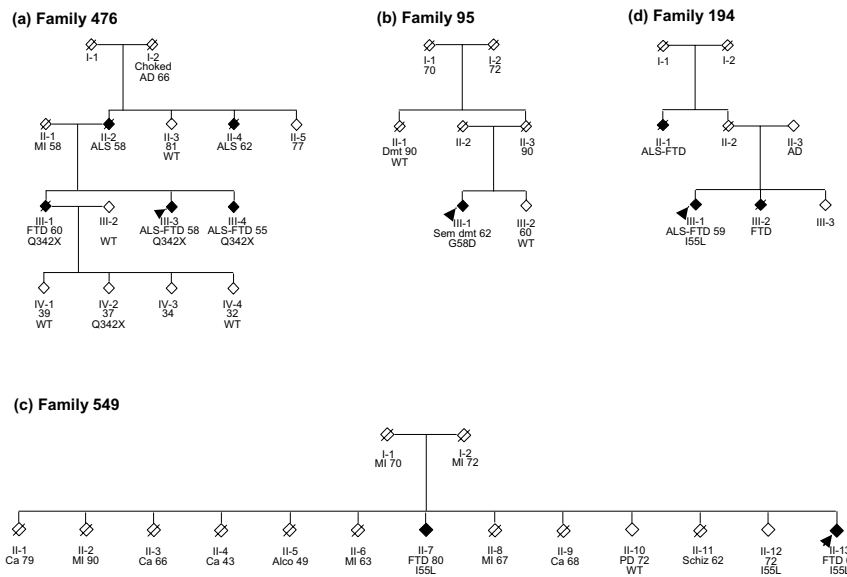 (a) Family 476
I-1
I-2
Choked
AD 66
II-1
MI 58
II-2
ALS 58
II-3
81
WT
II-4
ALS 62
II-5
77
III-1
FTD 60
Q342X
III-2
WT
III-3
ALS-FTD 58
Q342X
III-4
ALS-FTD 55
Q342X
IV-1
39
WT
IV-2
37
Q342X
IV-3
34
IV-4
32
WT
(b) Family 95
I-1
70
I-2
72
II-1
Dmt 90
WT
II-2
II-3
90
III-1
Sem dmt 62
G58D
III-2
60
WT
(d) Family 194
I-1
I-2
II-1
ALS-FTD
II-2
II-3
AD
III-1
ALS-FTD 59
I55L
III-2
FTD
III-3
(c) Family 549
I-1
MI 70
I-2
MI 72
II-1
Ca 79
II-2
MI 90
II-3
Ca 66
II-4
Ca 43
II-5
Alco 49
II-6
MI 63
II-7
FTD 80
I55L
II-8
MI 67
II-9
Ca 68
II-10
PD 72
WT
II-11
Schiz 62
II-12
72
I55L
II-13
FTD
I55L